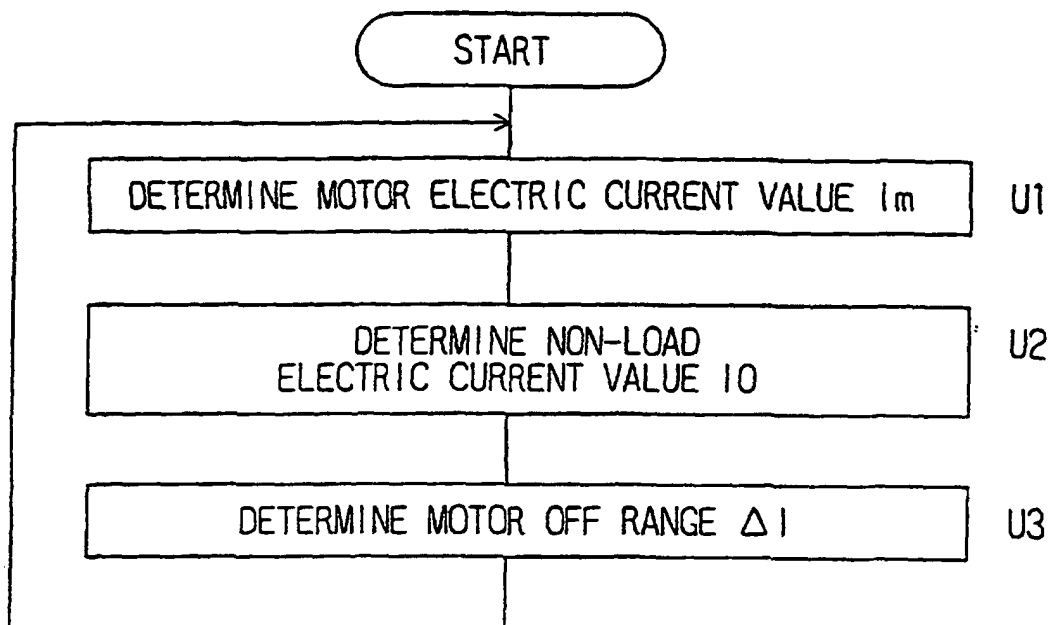 START
DETERMINE MOTOR ELECTRIC CURRENT VALUE Im
U1
DETERMINE NON-LOAD
ELECTRIC CURRENT VALUE I0
U2
DETERMINE MOTOR OFF RANGE Δ I
U3